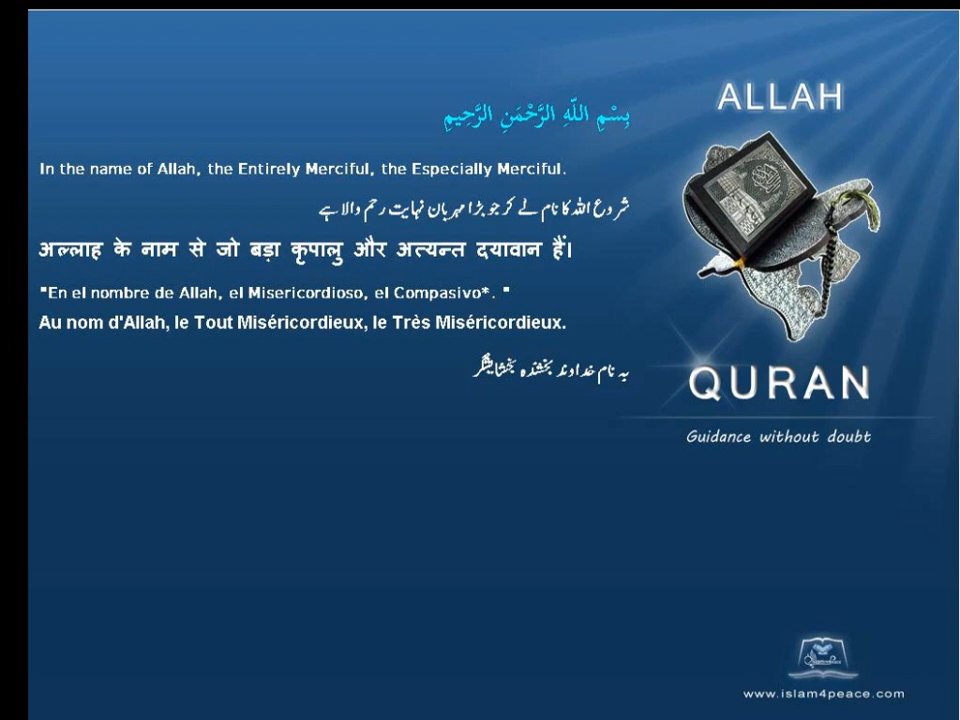 بِسْمِ اللَّهِ الرَّحْمَنِ الرَّحِيمِ
In the name of Allah, the Entirely Merciful, the Especially Merciful.
شروع اللہ کا نام لے کر جو بڑا مہربان نہایت رحم والا ہے
अल्लाह के नाम से जो बड़ा कृपालु और अत्यन्त दयावान हैं।
"En el nombre de Allah, el Misericordioso, el Compasivo*. "
Au nom d'Allah, le Tout Miséricordieux, le Très Miséricordieux.
به نام خداوند بخشنده بخشایشگر
ALLAH
QURAN
Guidance without doubt
www.islam4peace.com